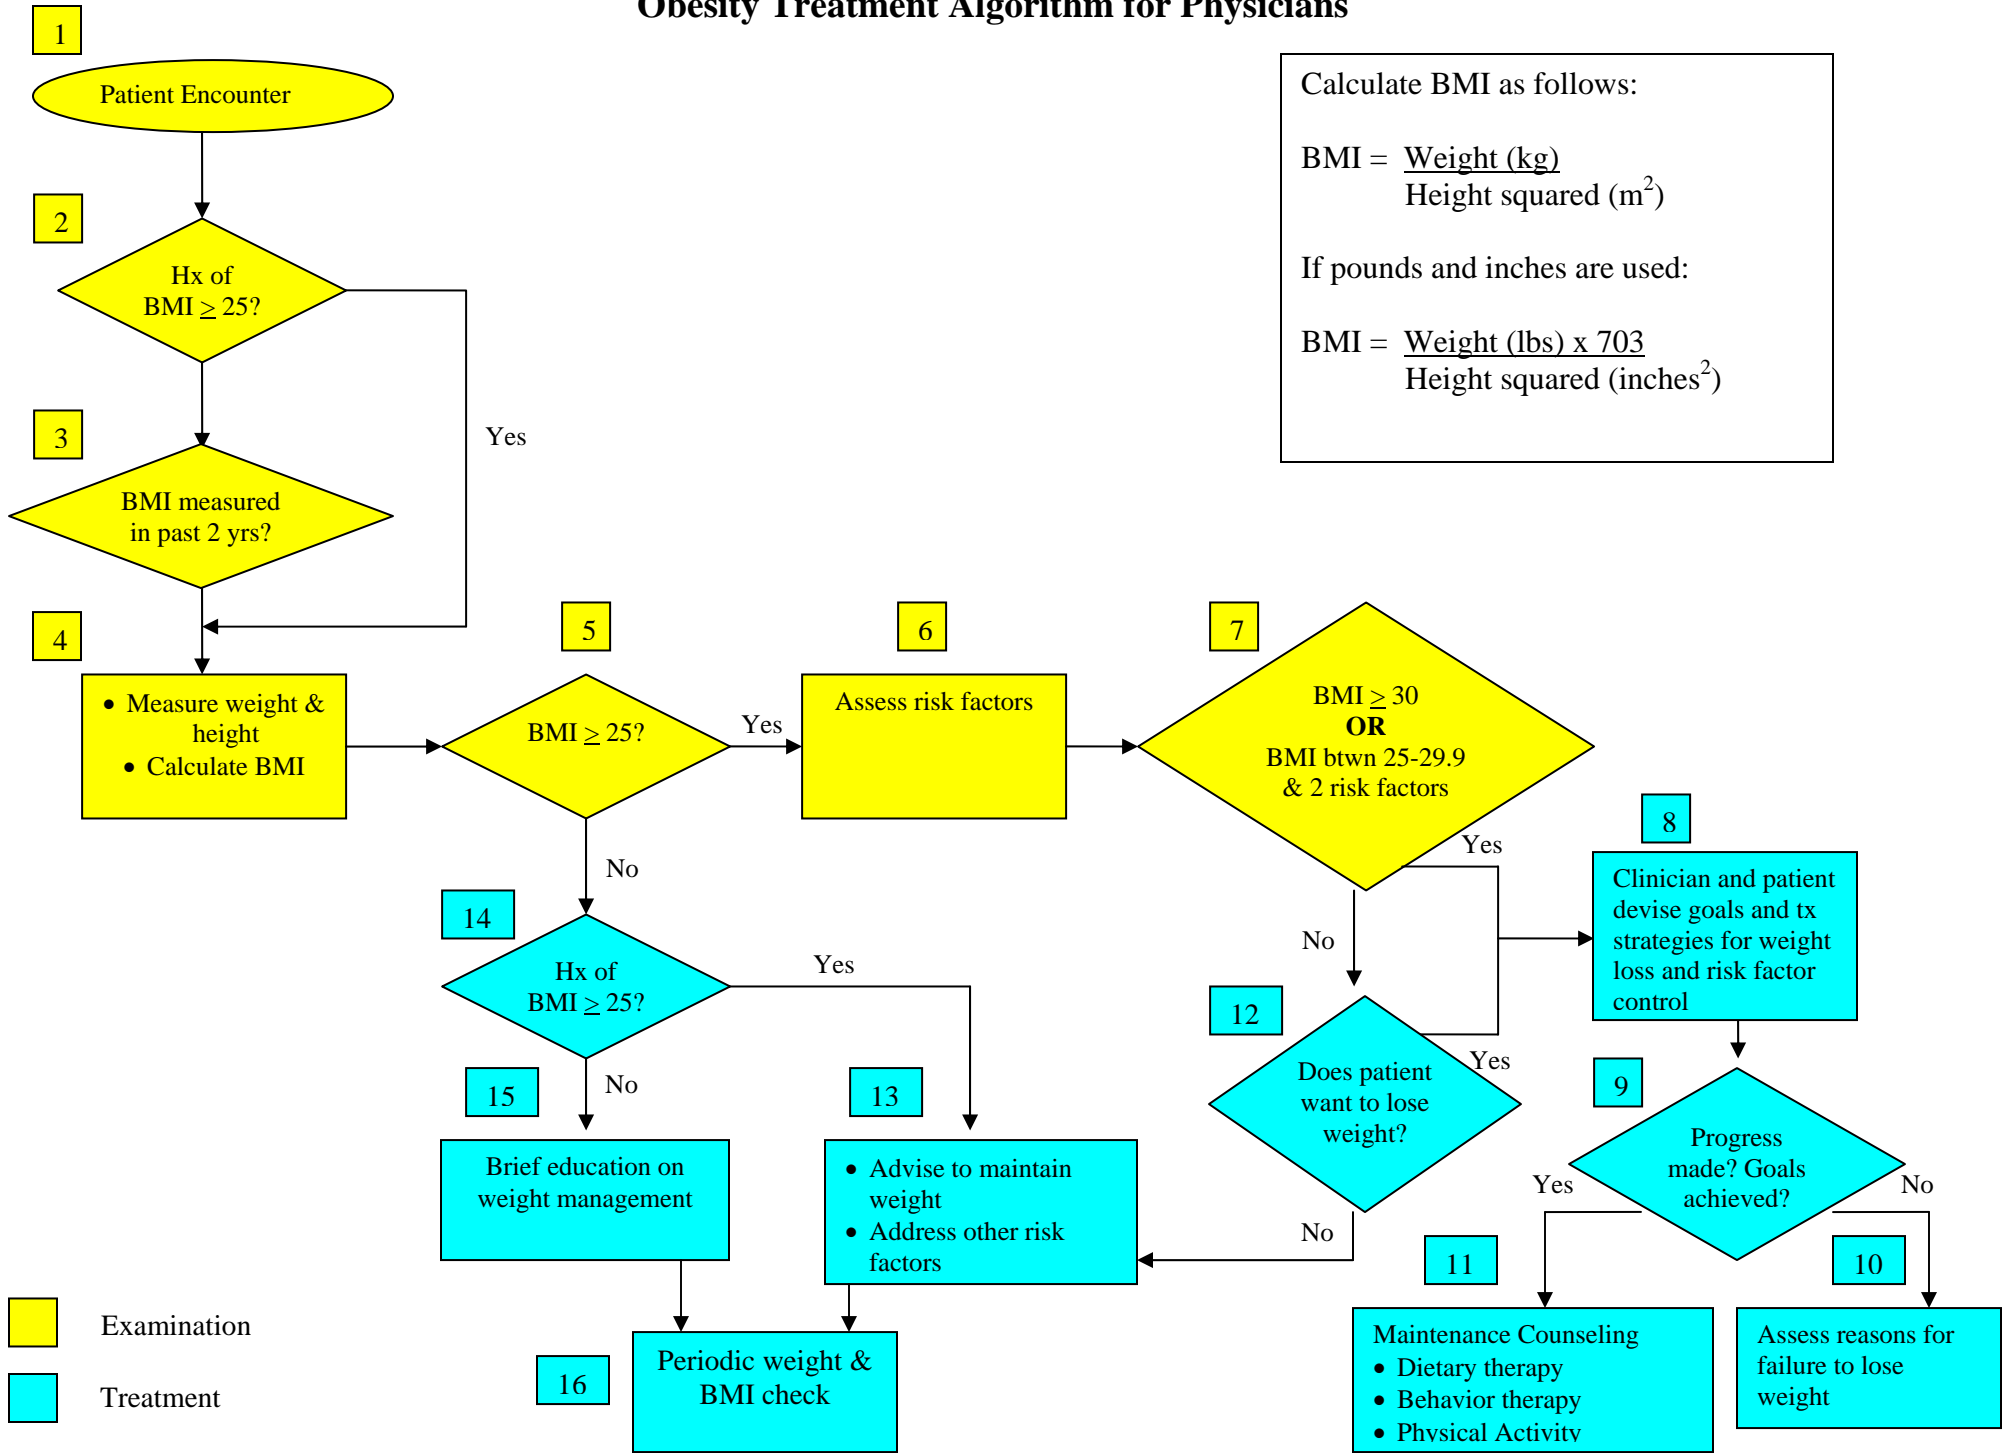 Obesity Treatment Algorithm for Physicians
1
Patient Encounter
Calculate BMI as follows:
BMI = Weight (kg)
Height squared (m²)
If pounds and inches are used:
BMI = Weight (lbs) x 703
Height squared (inches²)
2
Hx of
BMI ≥ 25?
Yes
3
BMI measured
in past 2 yrs?
4
• Measure weight &
height
• Calculate BMI
5
BMI ≥ 25?
Yes
No
6
Assess risk factors
7
BMI ≥ 30
OR
BMI btwn 25-29.9
& 2 risk factors
Yes
No
8
Clinician and patient
devise goals and tx
strategies for weight
loss and risk factor
control
14
Hx of
BMI ≥ 25?
Yes
No
12
Does patient
want to lose
weight?
Yes
No
9
Progress
made? Goals
achieved?
Yes
No
15
Brief education on
weight management
13
• Advise to maintain
weight
• Address other risk
factors
11
Maintenance Counseling
• Dietary therapy
• Behavior therapy
• Physical Activity
10
Assess reasons for
failure to lose
weight
16
Periodic weight &
BMI check
Examination
Treatment